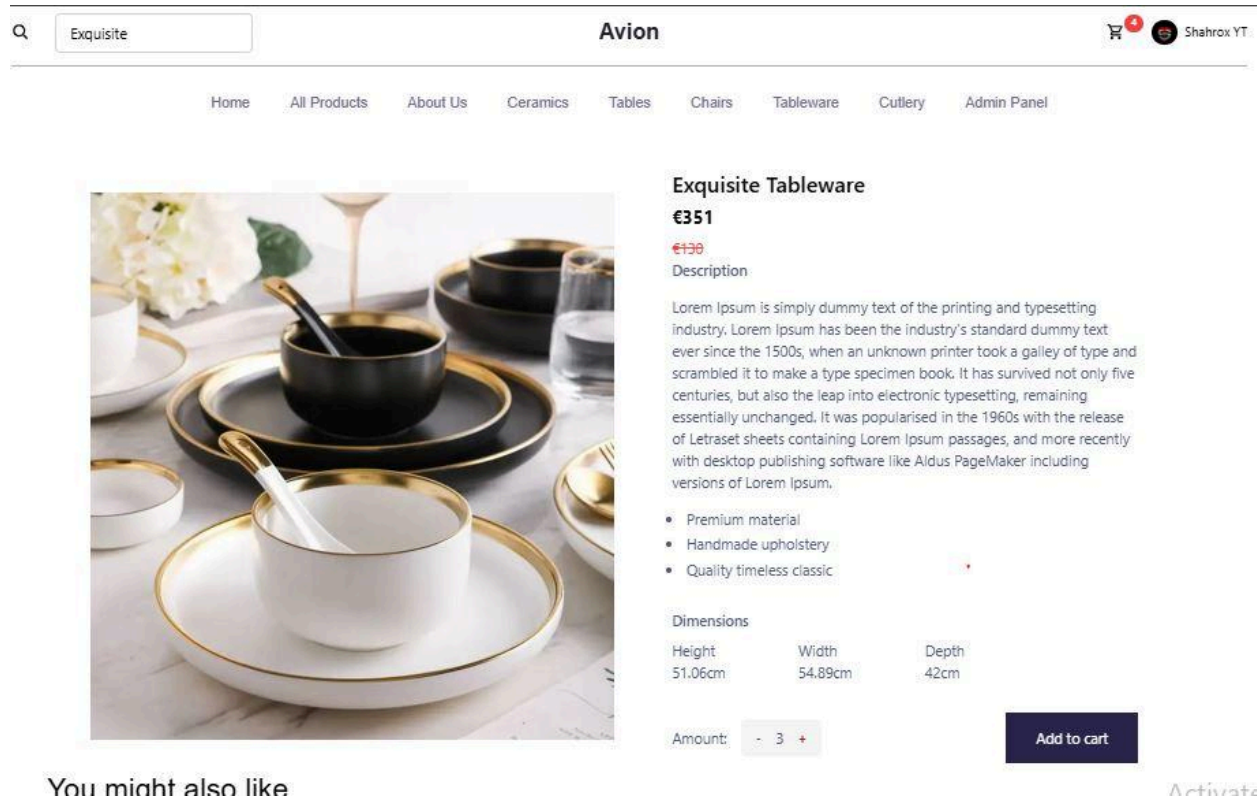 Exquisite
Avion
4
Shahrox YT
Home All Products About Us Ceramics Tables Chairs Tableware Cutlery Admin Panel
Exquisite Tableware
€351
€130
Description
Lorem Ipsum is simply dummy text of the printing and typesetting
industry. Lorem Ipsum has been the industry's standard dummy text
ever since the 1500s, when an unknown printer took a galley of type and
scrambled it to make a type specimen book. It has survived not only five
centuries, but also the leap into electronic typesetting, remaining
essentially unchanged. It was popularised in the 1960s with the release
of Letraset sheets containing Lorem Ipsum passages, and more recently
with desktop publishing software like Aldus PageMaker including
versions of Lorem Ipsum.
• Premium material
• Handmade upholstery
• Quality timeless classic
Dimensions
Height Width Depth
51.06cm 54.89cm 42cm
Amount: - 3 + Add to cart
You might also like
Activate